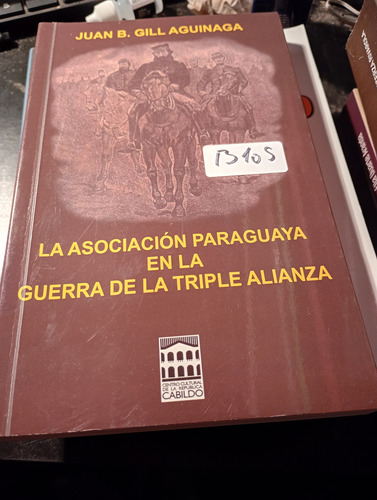 JUAN B. GILL AGUINAGA
B105
LA ASOCIACIÓN PARAGUAYA
EN LA
GUERRA DE LA TRIPLE ALIANZA
CENTRO CULTURAL
DE LA REPÚBLICA
CABILDO